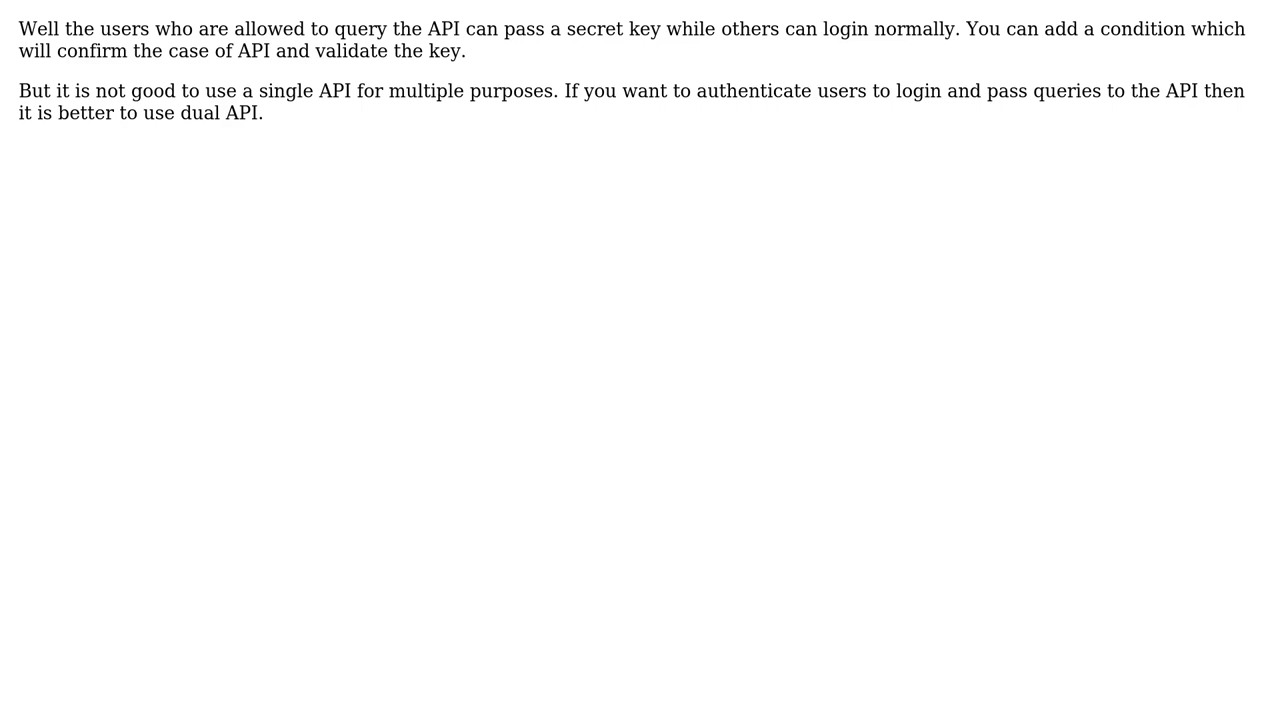 Well the users who are allowed to query the API can pass a secret key while others can login normally. You can add a condition which
will confirm the case of API and validate the key.
But it is not good to use a single API for multiple purposes. If you want to authenticate users to login and pass queries to the API then
it is better to use dual API.